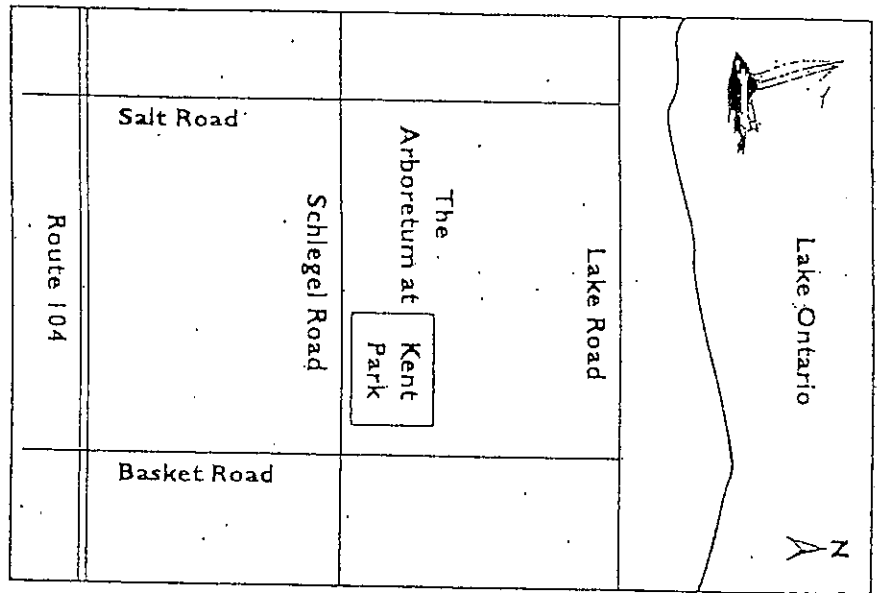 Lake Ontario
N
Lake Road
The
Arboretum at
Kent
Park
Schlegel Road
Salt Road
Basket Road
Route 104